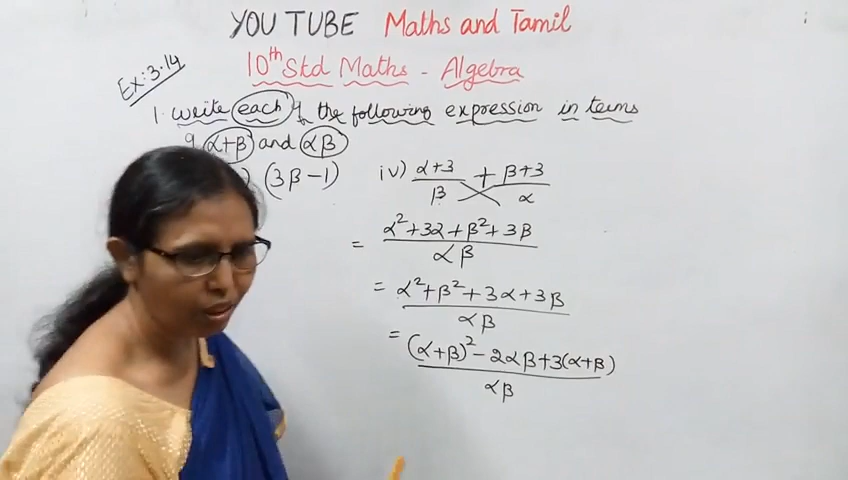 YOU TUBE Maths and Tamil
10th Std Maths - Algebra
Ex: 3.14
1. write each of the following expression in terms
α+β and αβ
(3β-1) iv) α+3/β + β+3/α
= α²+3α+β²+3β/αβ
= α²+β²+3α+3β/αβ
= (α+β)²-2αβ+3(α+β)/αβ